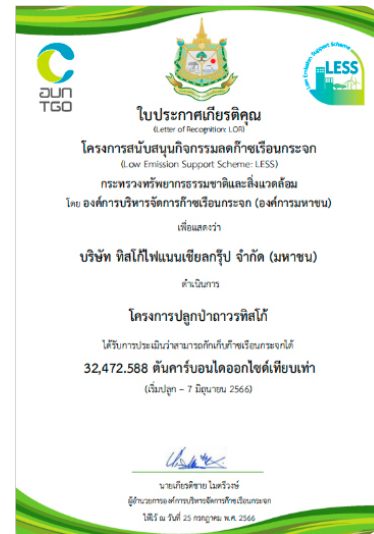 อบก
TGO
Low Emission Support Scheme
LESS
ใบประกาศเกียรติคุณ
(Letter of Recognition: LOR)
โครงการสนับสนุนกิจกรรมลดก๊าซเรือนกระจก
(Low Emission Support Scheme: LESS)
กระทรวงทรัพยากรธรรมชาติและสิ่งแวดล้อม
โดย องค์การบริหารจัดการก๊าซเรือนกระจก (องค์การมหาชน)
เพื่อแสดงว่า
บริษัท ทิสโก้ไฟแนนเชียลกรุ๊ป จำกัด (มหาชน)
ดำเนินการ
โครงการปลูกป่าถาวรทิสโก้
ได้รับการประเมินว่าสามารถกักเก็บก๊าซเรือนกระจกได้
32,472.588 ตันคาร์บอนไดออกไซด์เทียบเท่า
(เริ่มปลูก – 7 มิถุนายน 2566)
นายเกียรติชาย ไมตรีวงษ์
ผู้อำนวยการองค์การบริหารจัดการก๊าซเรือนกระจก
ให้ไว้ ณ วันที่ 25 กรกฎาคม พ.ศ. 2566